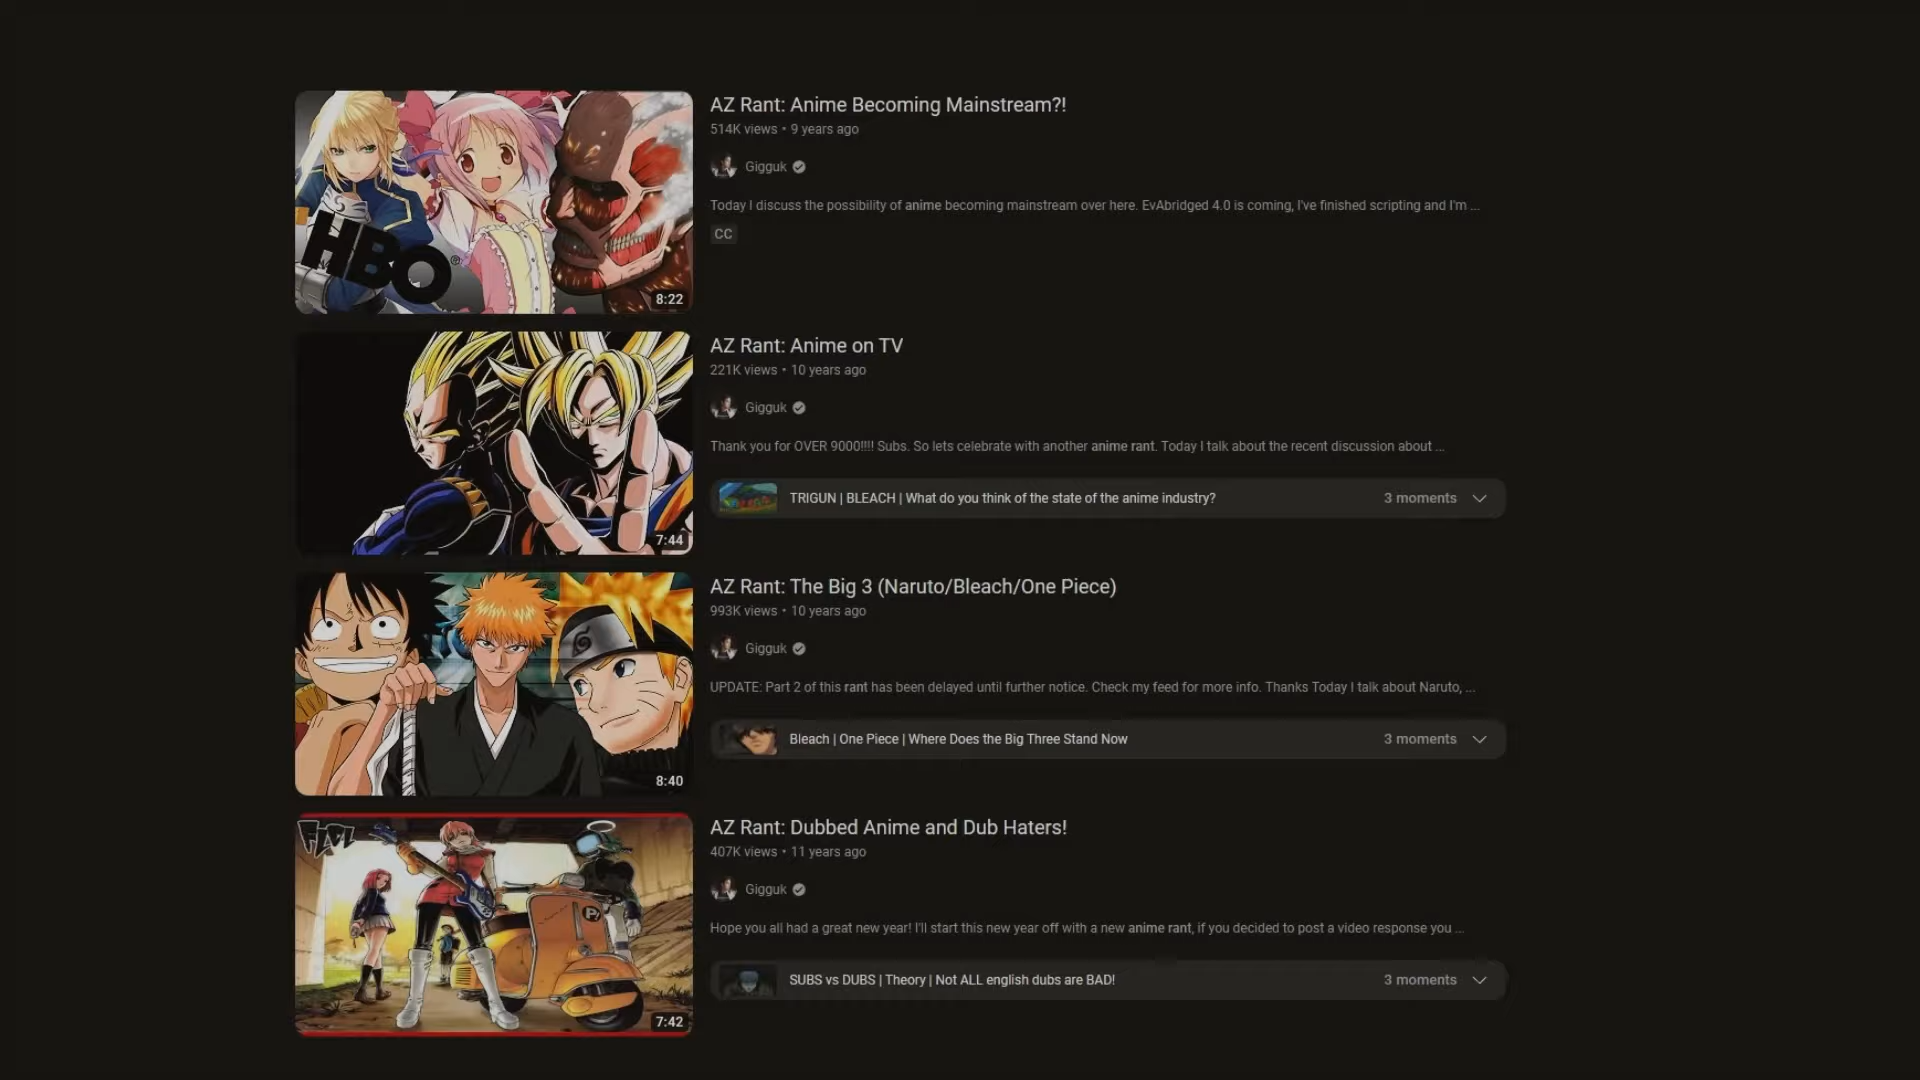 HBO®
8:22
AZ Rant: Anime Becoming Mainstream?!
514K views • 9 years ago
Gigguk
Today I discuss the possibility of anime becoming mainstream over here. EvAbridged 4.0 is coming, I've finished scripting and I'm ...
CC
7:44
AZ Rant: Anime on TV
221K views • 10 years ago
Gigguk
Thank you for OVER 9000!!!! Subs. So lets celebrate with another anime rant. Today I talk about the recent discussion about ...
TRIGUN | BLEACH | What do you think of the state of the anime industry?
3 moments
8:40
AZ Rant: The Big 3 (Naruto/Bleach/One Piece)
993K views • 10 years ago
Gigguk
UPDATE: Part 2 of this rant has been delayed until further notice. Check my feed for more info. Thanks Today I talk about Naruto, ...
Bleach | One Piece | Where Does the Big Three Stand Now
3 moments
FLCL
P!
7:42
AZ Rant: Dubbed Anime and Dub Haters!
407K views • 11 years ago
Gigguk
Hope you all had a great new year! I'll start this new year off with a new anime rant, if you decided to post a video response you ...
SUBS vs DUBS | Theory | Not ALL english dubs are BAD!
3 moments